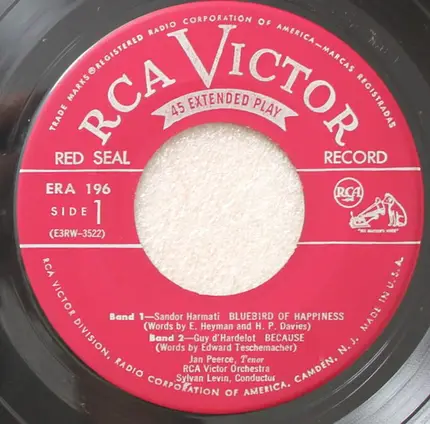 TRADE MARKS ® REGISTERED RADIO CORPORATION OF AMERICA—MARCAS REGISTRADAS
RCA VICTOR
45 EXTENDED PLAY
RED SEAL RECORD
ERA 196
SIDE 1
(E3RW-3522)
RCA
"HIS MASTER'S VOICE"
Band 1—Sandor Harmati BLUEBIRD OF HAPPINESS
(Words by E. Heyman and H. P. Davies)
Band 2—Guy d'Hardelot BECAUSE
(Words by Edward Teschemacher)
Jan Peerce, Tenor
RCA Victor Orchestra
Sylvan Levin, Conductor
RCA VICTOR DIVISION, RADIO CORPORATION OF AMERICA, CAMDEN, N. J. MADE IN U.S.A.